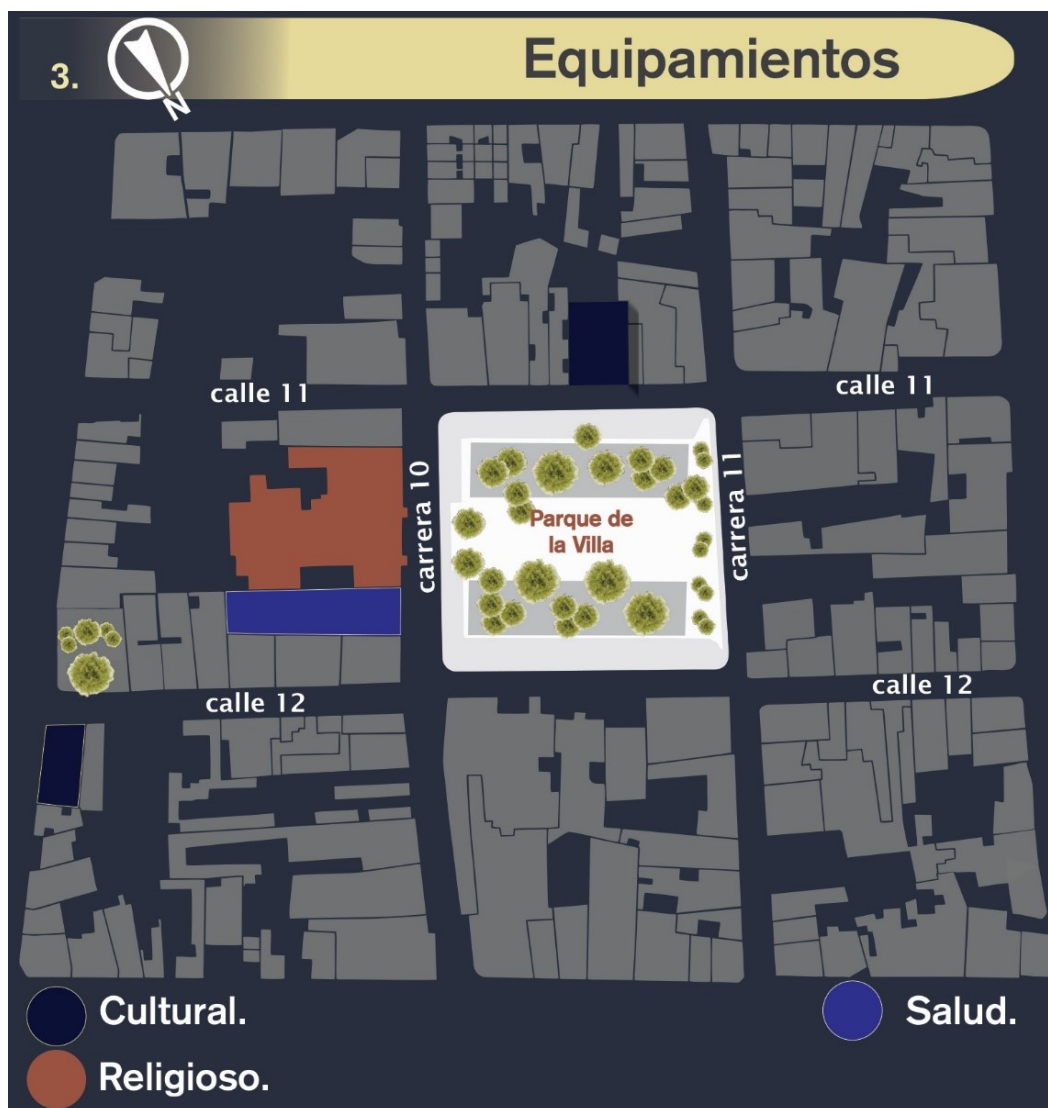 3.
N
Equipamientos
calle 11
calle 11
carrera 10
carrera 11
Parque de
la Villa
calle 12
calle 12
Cultural.
Salud.
Religioso.